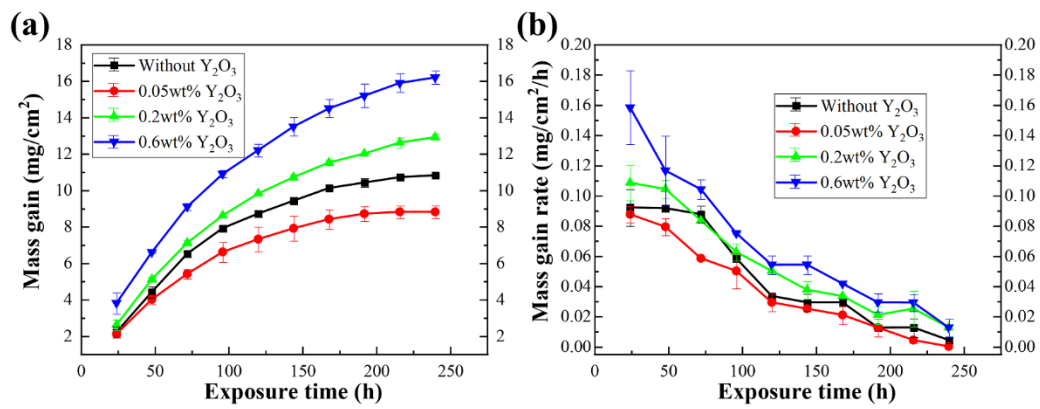 (a)
Mass gain (mg/cm²)
18
16
14
12
10
8
6
4
2
Without Y₂O₃
0.05wt% Y₂O₃
0.2wt% Y₂O₃
0.6wt% Y₂O₃
18
16
14
12
10
8
6
4
2
0 50 100 150 200 250
Exposure time (h)
(b)
Mass gain rate (mg/cm²/h)
0.20
0.18
0.16
0.14
0.12
0.10
0.08
0.06
0.04
0.02
0.00
Without Y₂O₃
0.05wt% Y₂O₃
0.2wt% Y₂O₃
0.6wt% Y₂O₃
0.20
0.18
0.16
0.14
0.12
0.10
0.08
0.06
0.04
0.02
0.00
0 50 100 150 200 250
Exposure time (h)